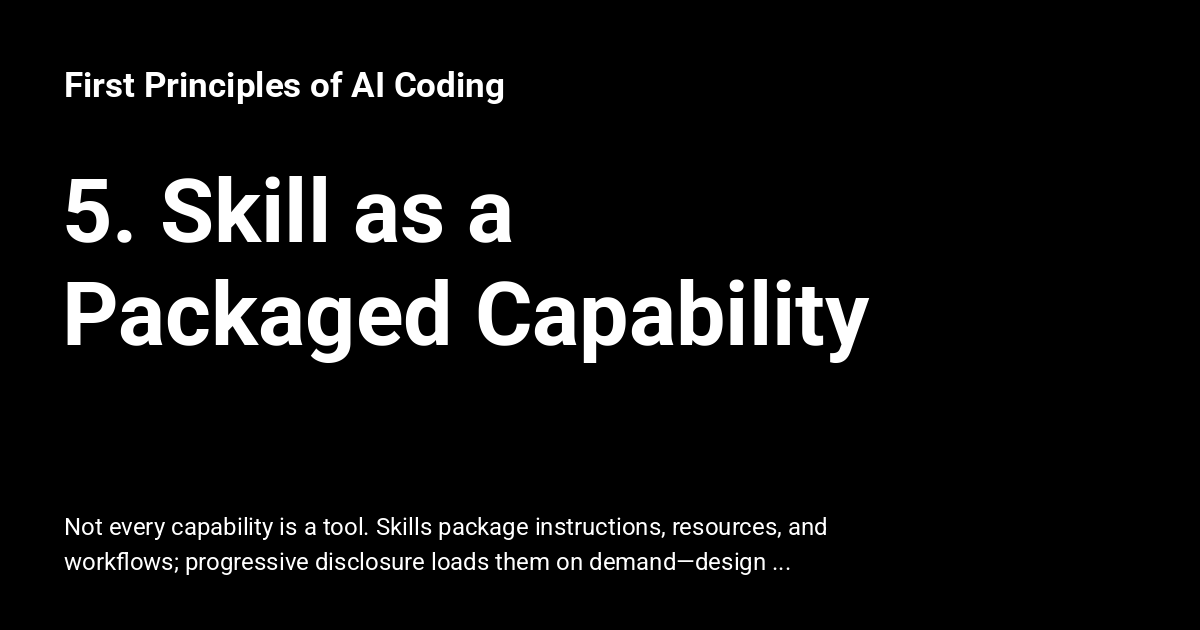 First Principles of AI Coding
5. Skill as a
Packaged Capability
Not every capability is a tool. Skills package instructions, resources, and
workflows; progressive disclosure loads them on demand—design ...